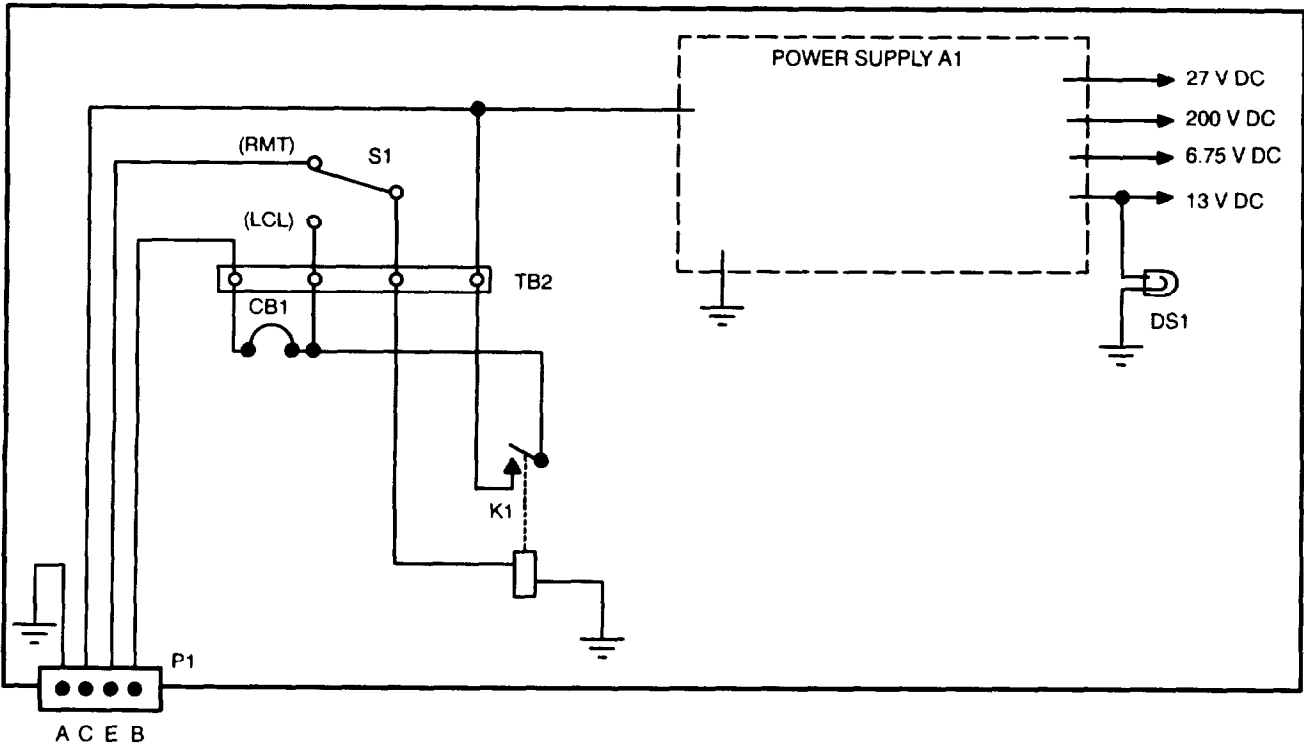 POWER SUPPLY A1
27 V DC
200 V DC
6.75 V DC
13 V DC
(RMT)
S1
(LCL)
TB2
CB1
DS1
K1
P1
A C E B